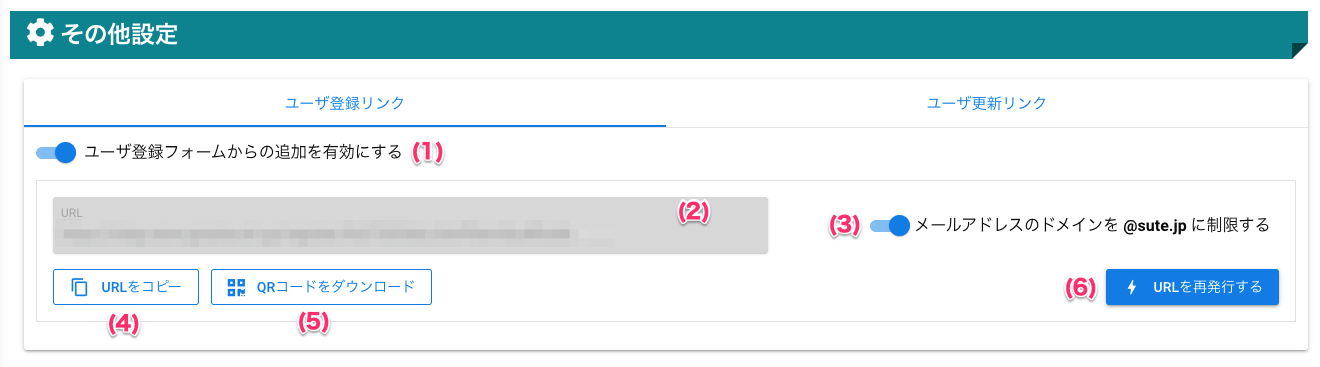 その他設定
ユーザ登録リンク ユーザ更新リンク
ユーザ登録フォームからの追加を有効にする (1)
URL (2)
(3) メールアドレスのドメインを @sute.jp に制限する
URLをコピー QRコードをダウンロード (6) URLを再発行する
(4) (5)